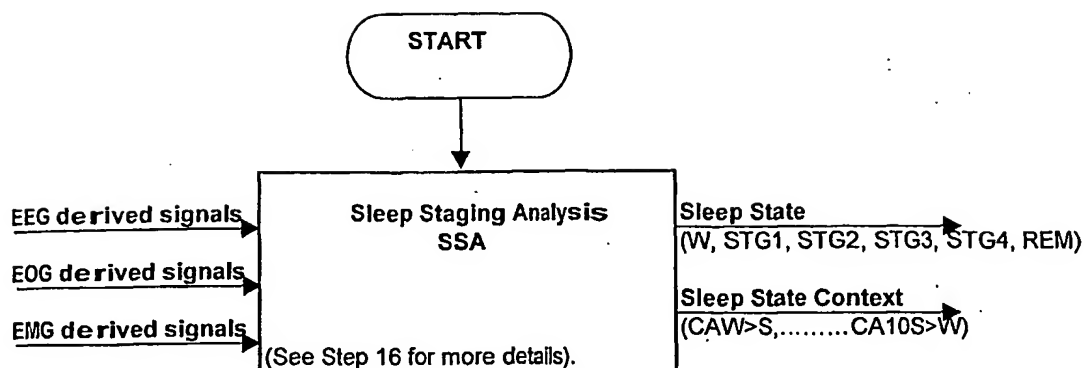 START
EEG derived signals
EOG derived signals
EMG derived signals
Sleep Staging Analysis
SSA
(See Step 16 for more details).
Sleep State
(W, STG1, STG2, STG3, STG4, REM)
Sleep State Context
(CAW>S,.........CA10S>W)